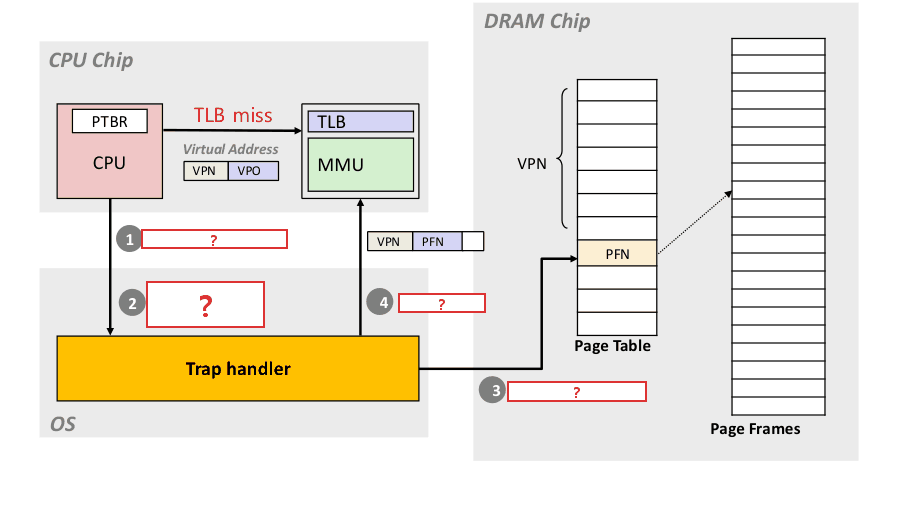 DRAM Chip
CPU Chip
PTBR
CPU
TLB miss
Virtual Address
VPN VPO
TLB
MMU
VPN
1 ?
VPN PFN
PFN
2 ?
4 ?
Page Table
Trap handler
3 ?
OS
Page Frames